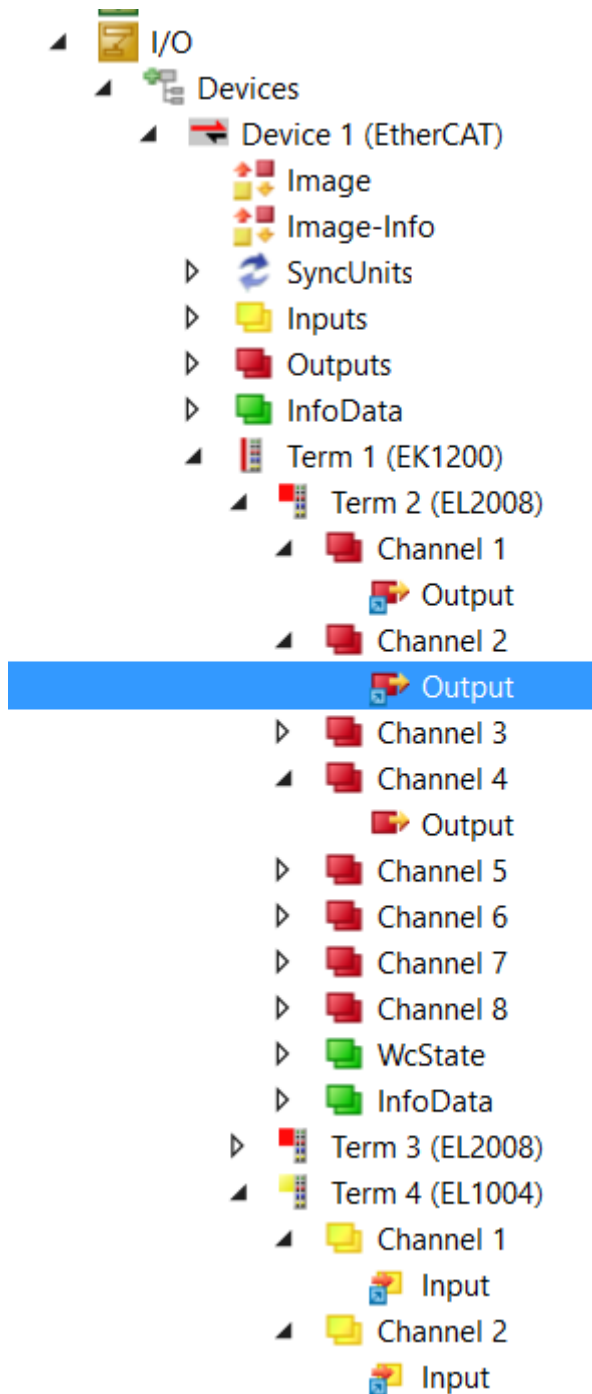 I/O
Devices
Device 1 (EtherCAT)
Image
Image-Info
SyncUnits
Inputs
Outputs
InfoData
Term 1 (EK1200)
Term 2 (EL2008)
Channel 1
Output
Channel 2
Output
Channel 3
Channel 4
Output
Channel 5
Channel 6
Channel 7
Channel 8
WcState
InfoData
Term 3 (EL2008)
Term 4 (EL1004)
Channel 1
Input
Channel 2
Input